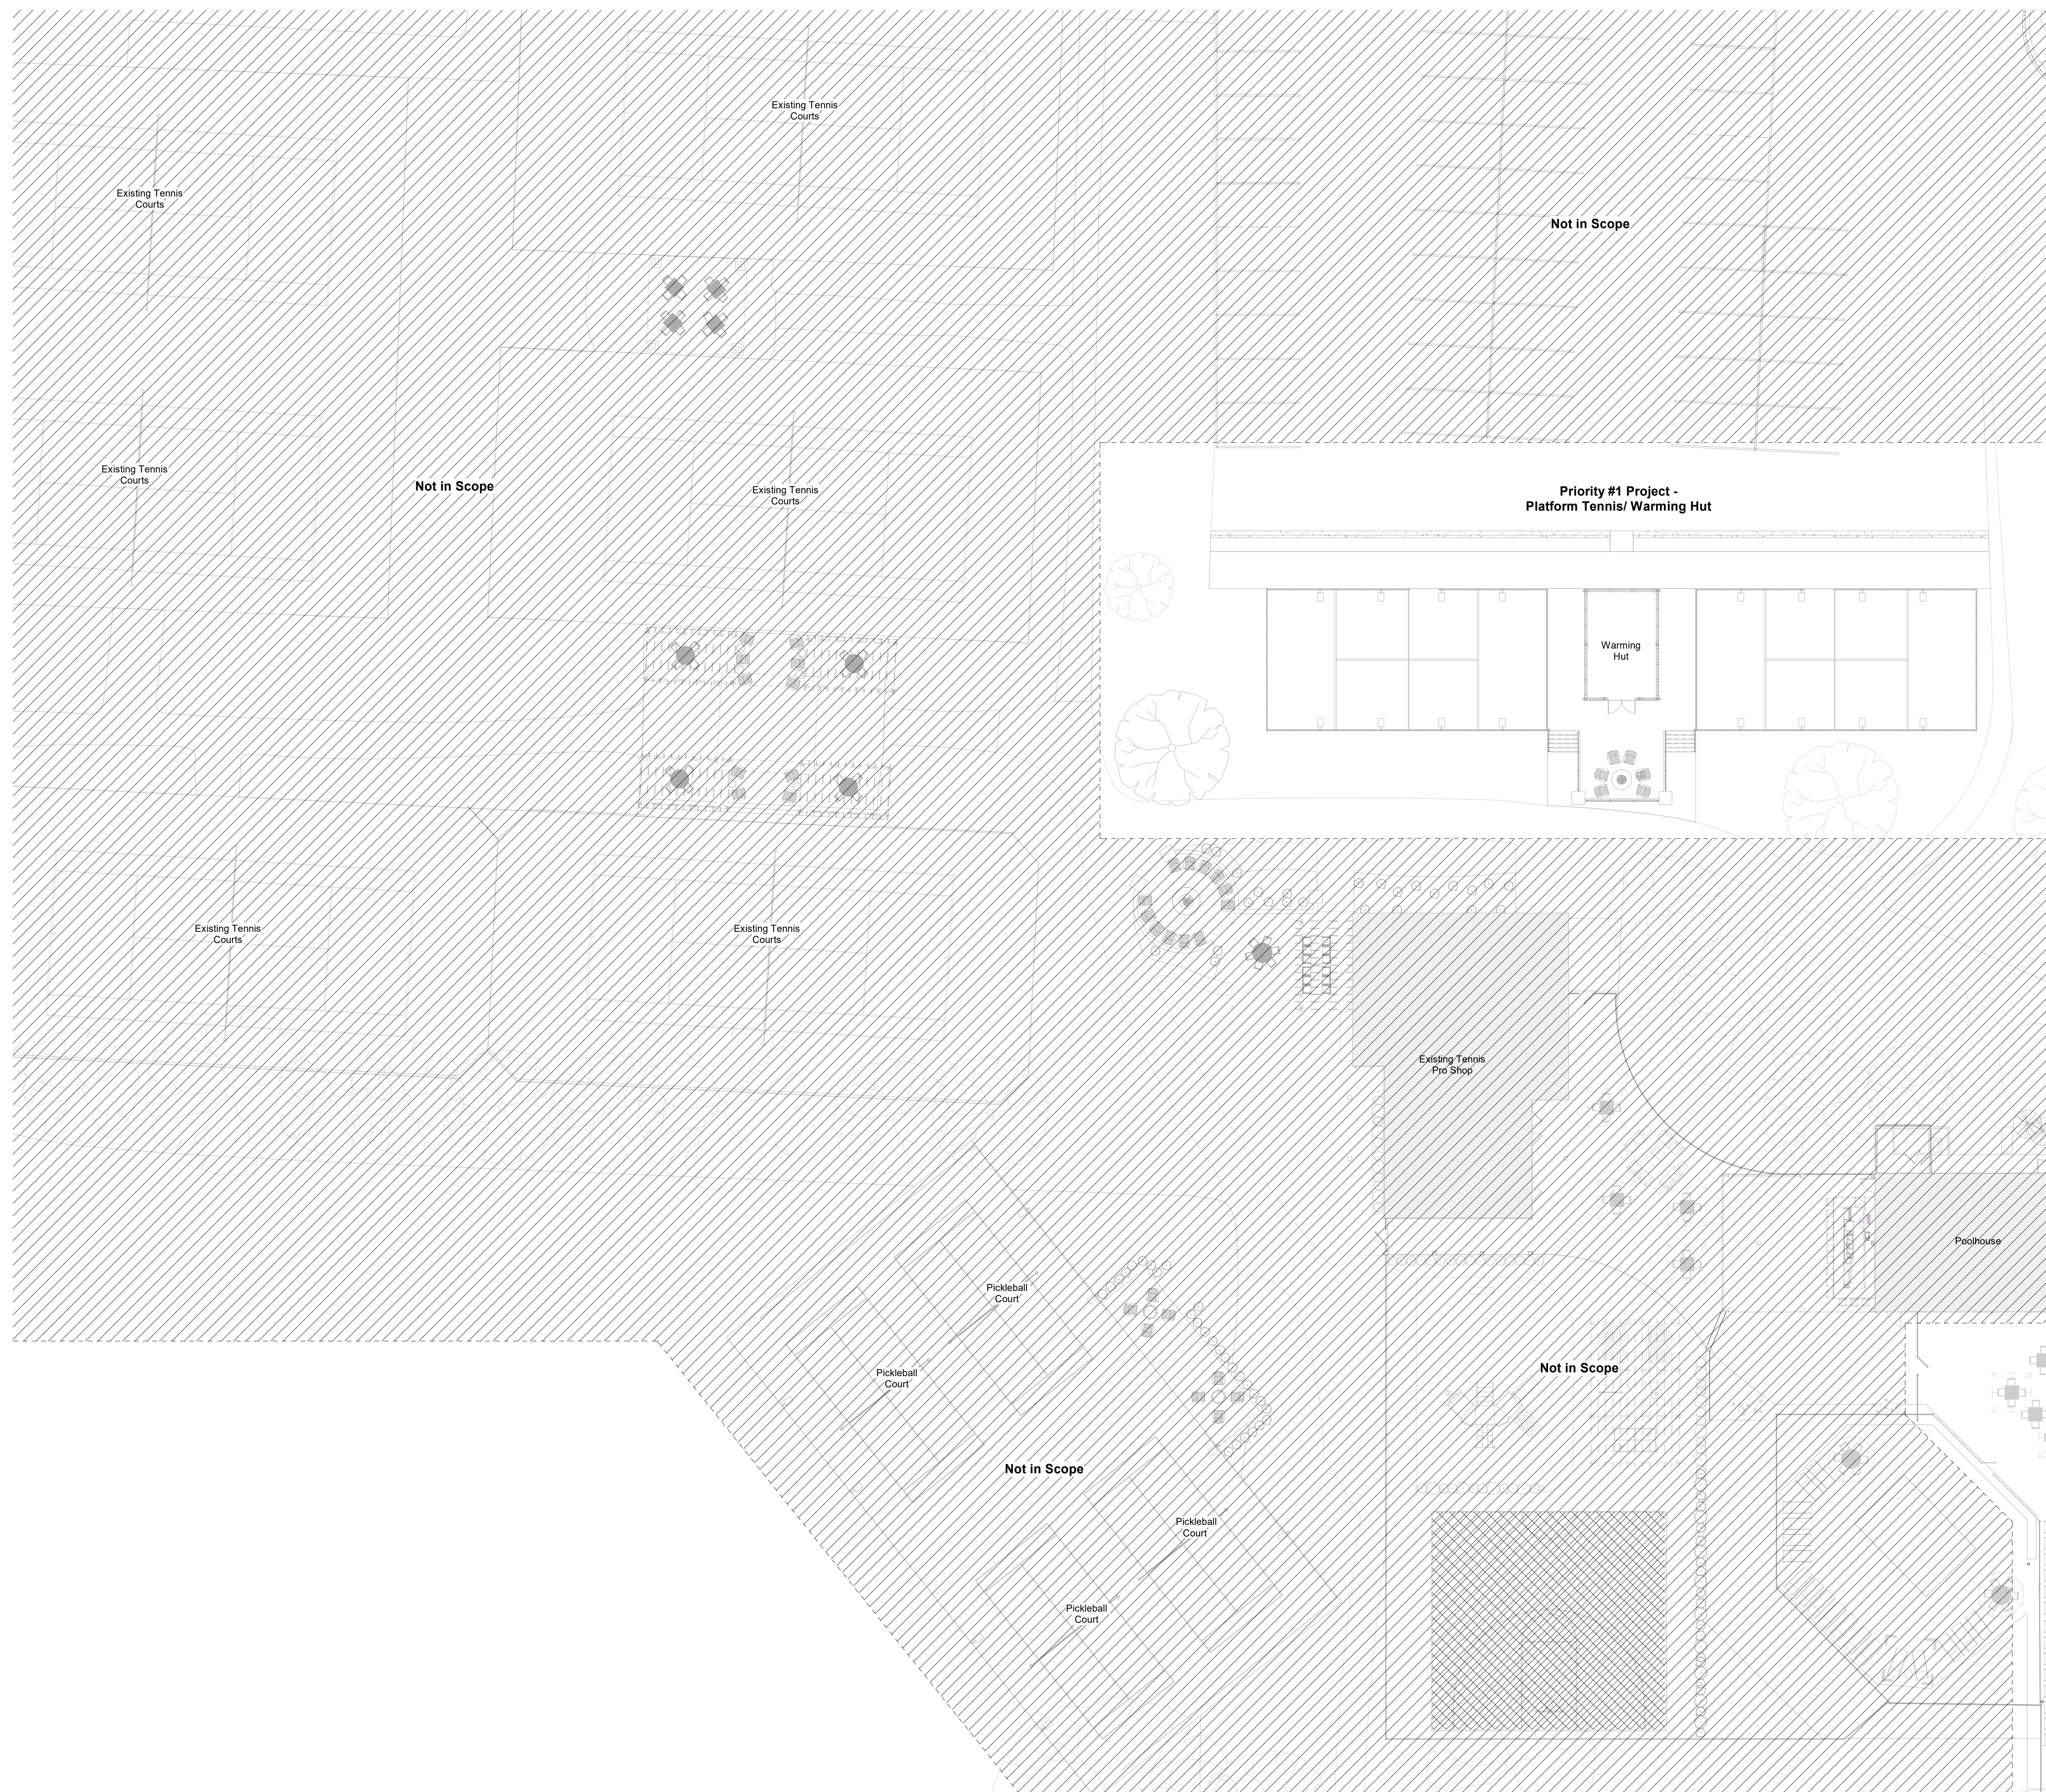 Existing Tennis
Courts
Existing Tennis
Courts
Not in Scope
Existing Tennis
Courts
Not in Scope
Existing Tennis
Courts
Priority #1 Project -
Platform Tennis/ Warming Hut
Warming
Hut
Existing Tennis
Courts
Existing Tennis
Courts
Existing Tennis
Pro Shop
Poolhouse
Pickleball
Court
Pickleball
Court
Not in Scope
Not in Scope
Pickleball
Court
Pickleball
Court